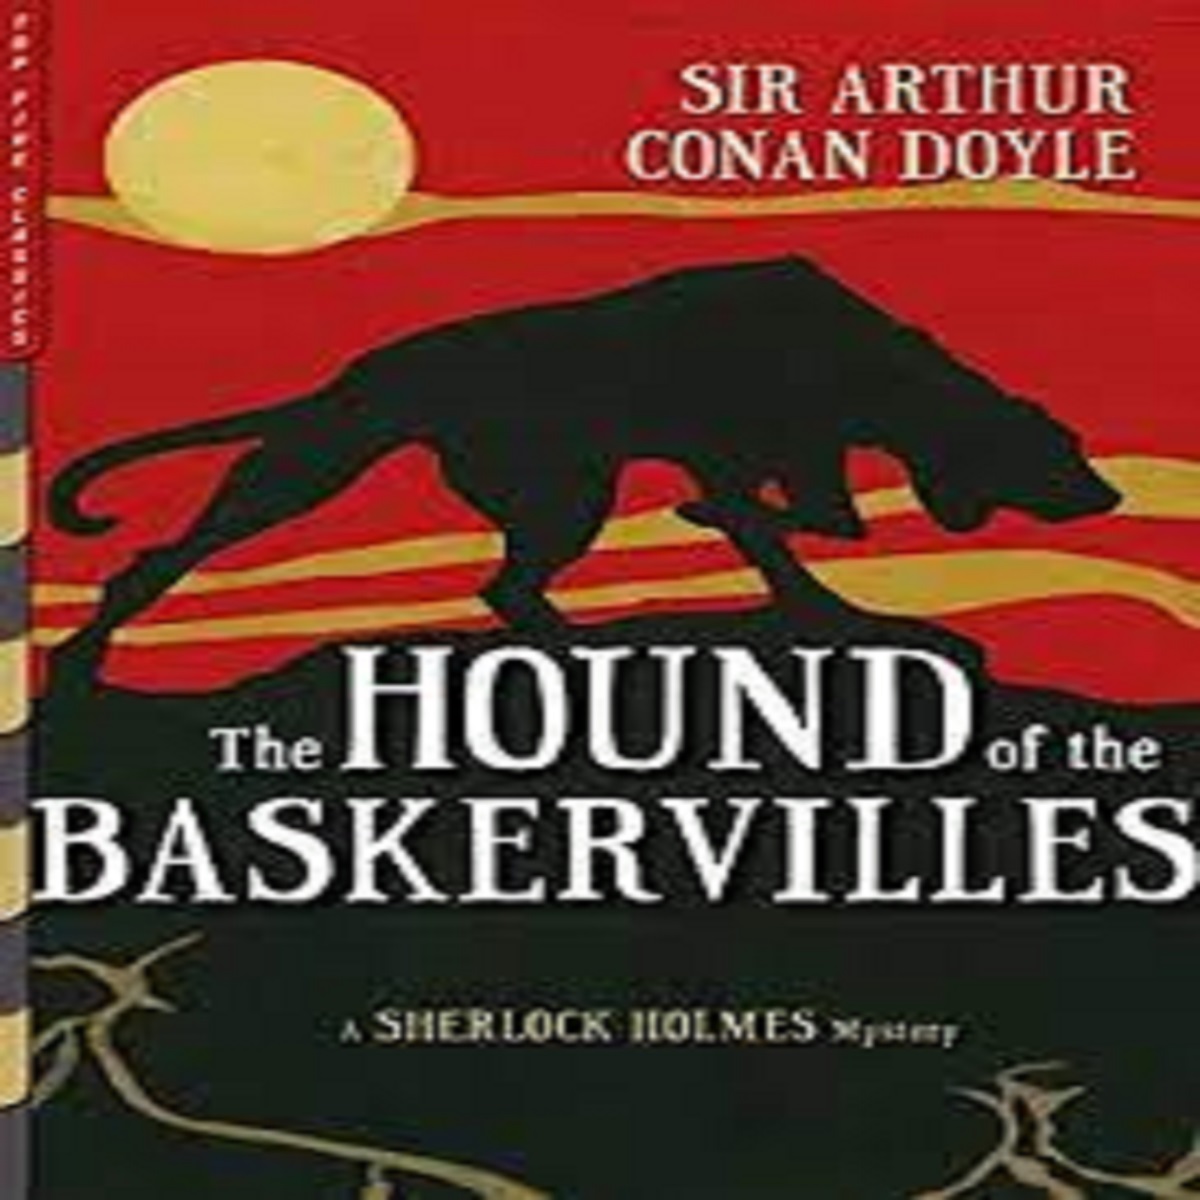 SIR ARTHUR
CONAN DOYLE
The HOUND of the
BASKERVILLES
A SHERLOCK HOLMES Mystery